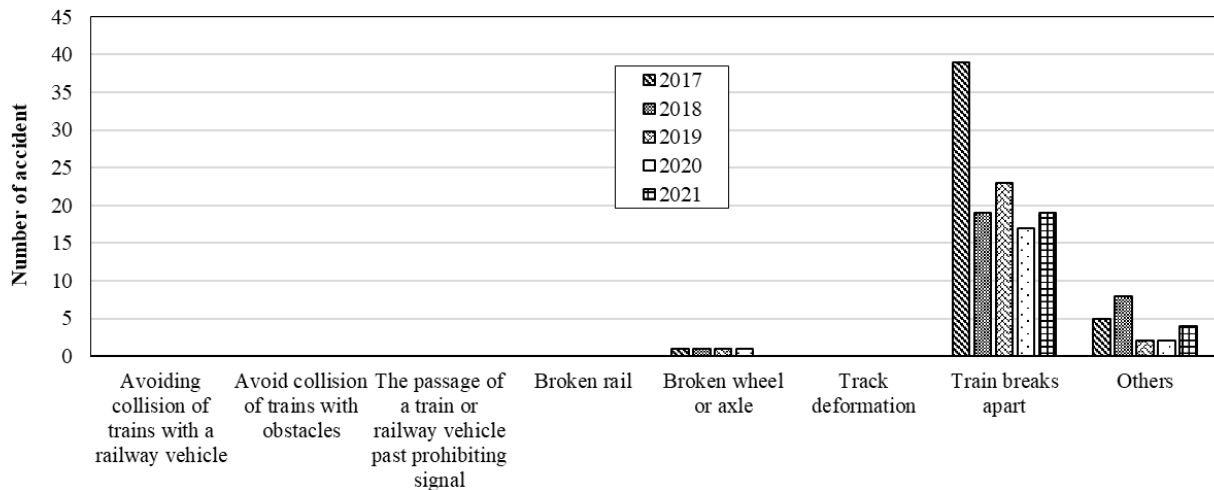 Number of accident
45
40
35
30
25
20
15
10
5
0
2017
2018
2019
2020
2021
Avoiding
collision of
trains with a
railway vehicle
Avoid collision
of trains with
obstacles
The passage of
a train or
railway vehicle
past prohibiting
signal
Broken rail
Broken wheel
or axle
Track
deformation
Train breaks
apart
Others